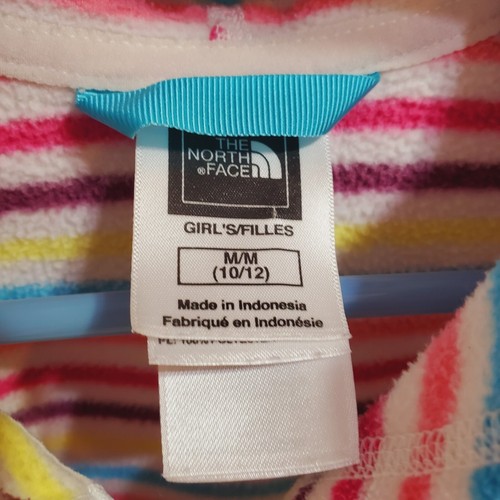 THE
NORTH
®FACE
GIRL'S/FILLES
M/M
(10/12)
Made in Indonesia
Fabriqué en Indonésie